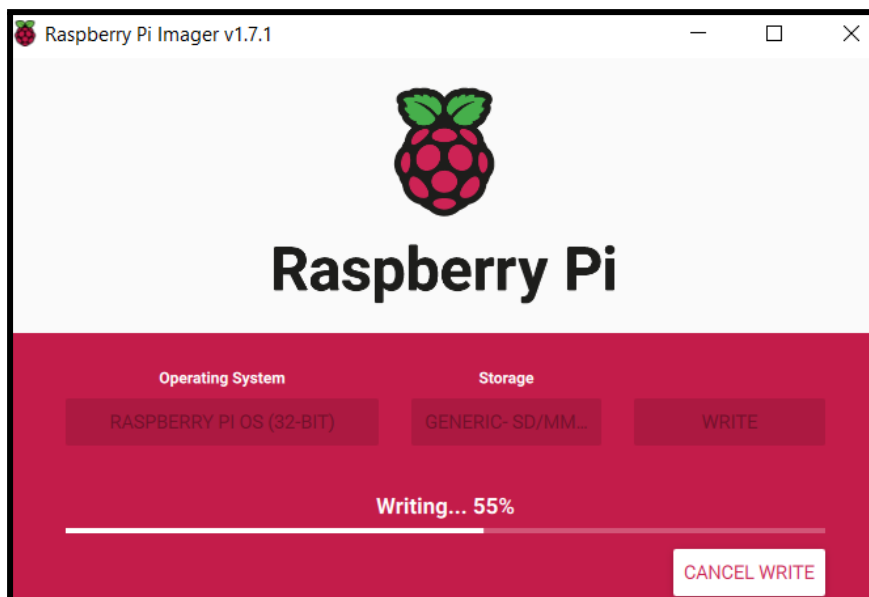 Raspberry Pi Imager v1.7.1
Raspberry Pi
Operating System Storage
RASPBERRY PI OS (32-BIT) GENERIC- SD/MM... WRITE
Writing... 55%
CANCEL WRITE